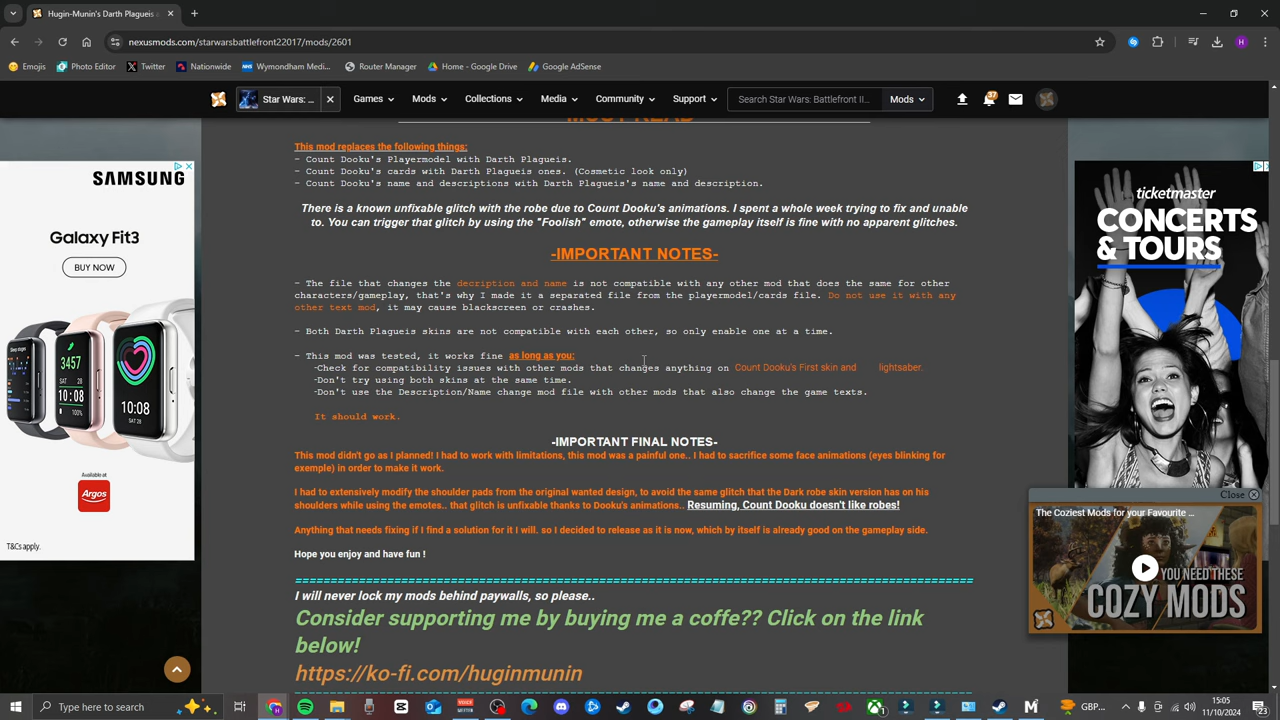 Hugin-Munin's Darth Plagueis
nexusmods.com/starwarsbattlefront22017/mods/2601
Emojis
Photo Editor
Twitter
Nationwide
Wymondham Medi...
Router Manager
Home - Google Drive
Google AdSense
Star Wars: ...
Games
Mods
Collections
Media
Community
Support
Search Star Wars: Battlefront II...
Mods
37
MUST READ
This mod replaces the following things:
- Count Dooku's Playermodel with Darth Plagueis.
- Count Dooku's cards with Darth Plagueis ones. (Cosmetic look only)
- Count Dooku's name and descriptions with Darth Plagueis's name and description.
There is a known unfixable glitch with the robe due to Count Dooku's animations. I spent a whole week trying to fix and unable
to. You can trigger that glitch by using the "Foolish" emote, otherwise the gameplay itself is fine with no apparent glitches.
-IMPORTANT NOTES-
- The file that changes the decription and name is not compatible with any other mod that does the same for other
characters/gameplay, that's why I made it a separated file from the playermodel/cards file. Do not use it with any
other text mod, it may cause blackscreen or crashes.
- Both Darth Plagueis skins are not compatible with each other, so only enable one at a time.
- This mod was tested, it works fine as long as you:
-Check for compatibility issues with other mods that changes anything on Count Dooku's First skin and lightsaber.
-Don't try using both skins at the same time.
-Don't use the Description/Name change mod file with other mods that also change the game texts.
It should work.
-IMPORTANT FINAL NOTES-
This mod didn't go as I planned! I had to work with limitations, this mod was a painful one.. I had to sacrifice some face animations (eyes blinking for
exemple) in order to make it work.
I had to extensively modify the shoulder pads from the original wanted design, to avoid the same glitch that the Dark robe skin version has on his
shoulders while using the emotes.. that glitch is unfixable thanks to Dooku's animations.. Resuming, Count Dooku doesn't like robes!
Anything that needs fixing if I find a solution for it I will. so I decided to release as it is now, which by itself is already good on the gameplay side.
Hope you enjoy and have fun !
==========================================================================================
I will never lock my mods behind paywalls, so please..
Consider supporting me by buying me a coffe?? Click on the link
below!
https://ko-fi.com/huginmunin
SAMSUNG
Galaxy Fit3
BUY NOW
3457
10:08
10:08
Available at
Argos
T&Cs apply.
ticketmaster
CONCERTS
& TOURS
Close
The Coziest Mods for your Favourite ...
YOU NEED THESE
COZY MODS
Type here to search
GBP...
15:05
11/10/2024
23